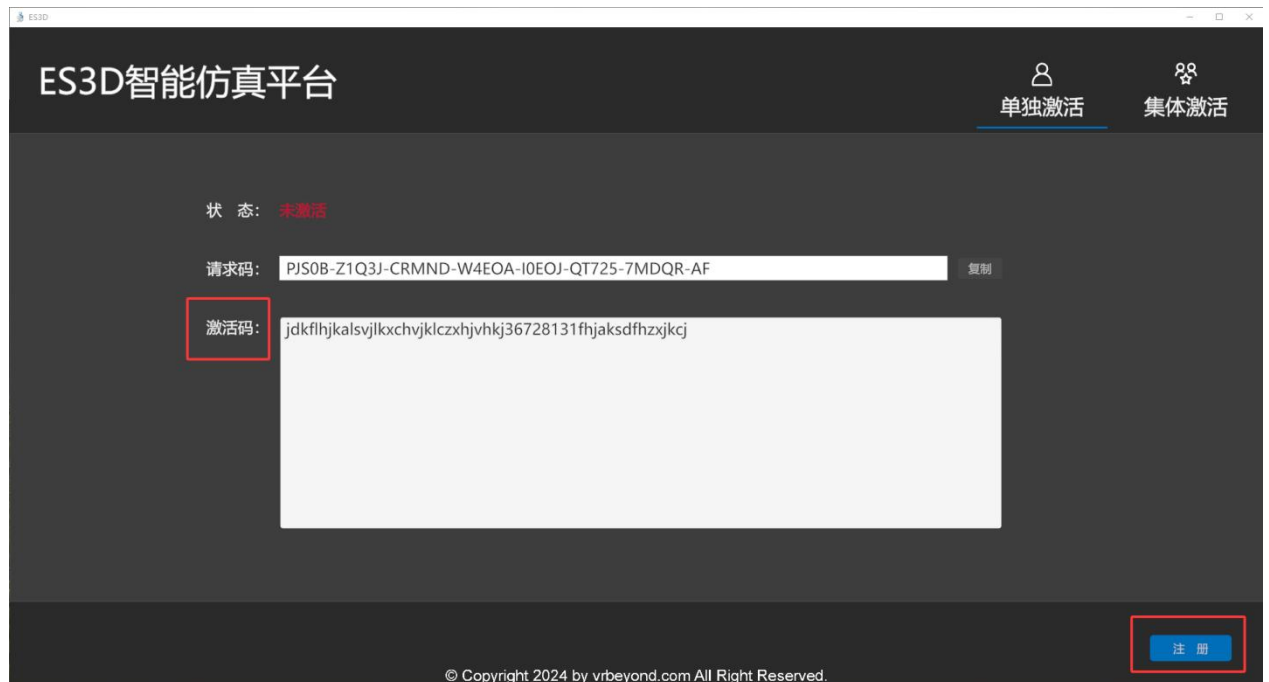 ES3D
ES3D智能仿真平台
单独激活
集体激活
状 态:
未激活
请求码:
PJS0B-Z1Q3J-CRMND-W4EOA-I0EOJ-QT725-7MDQR-AF
复制
激活码:
jdkflhjkalsvjlkxchvjklczxhjvhkj36728131fhjaksdfhzxjkcj
注 册
© Copyright 2024 by vrbeyond.com All Right Reserved.